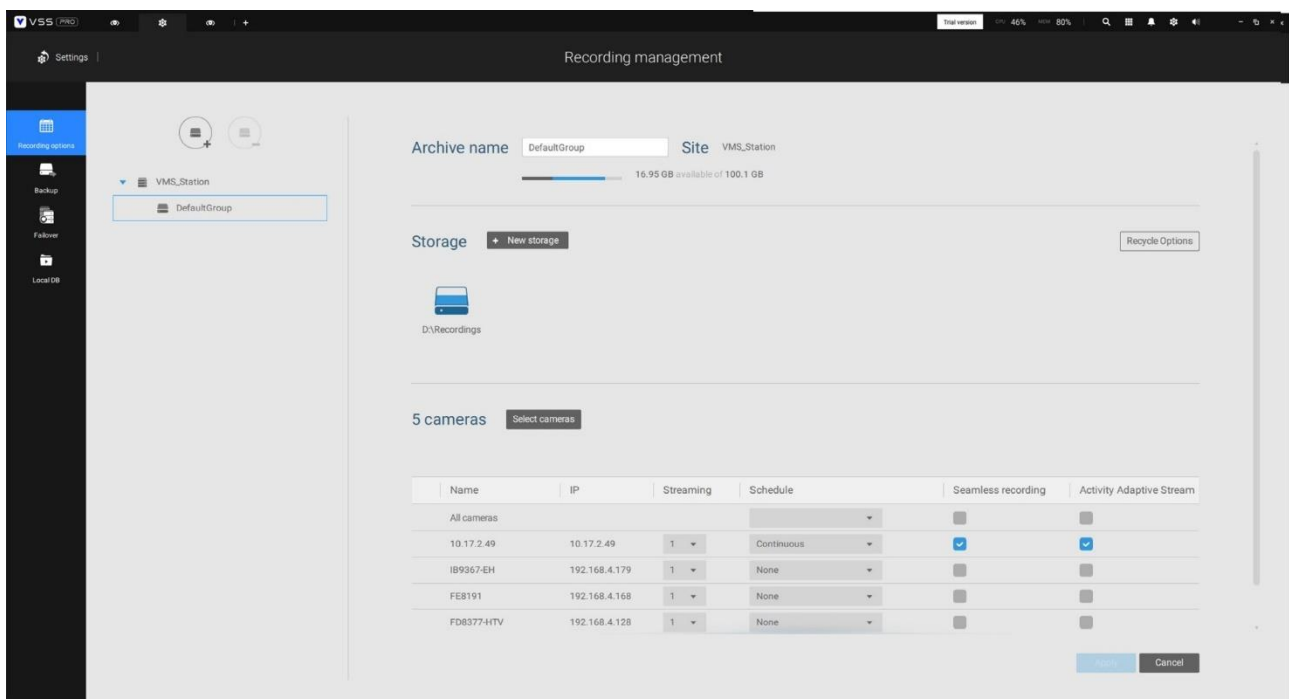 VSS PRO
Trial version
CPU 46%
MEM 80%
Settings
Recording management
Recording options
Backup
Failover
Local DB
VMS_Station
DefaultGroup
Archive name DefaultGroup Site VMS_Station
16.95 GB available of 100.1 GB
Storage + New storage Recycle Options
D:\Recordings
5 cameras Select cameras
Name IP Streaming Schedule Seamless recording Activity Adaptive Stream
All cameras
10.17.2.49 10.17.2.49 1 Continuous
IB9367-EH 192.168.4.179 1 None
FE8191 192.168.4.168 1 None
FD8377-HTV 192.168.4.128 1 None
Apply Cancel